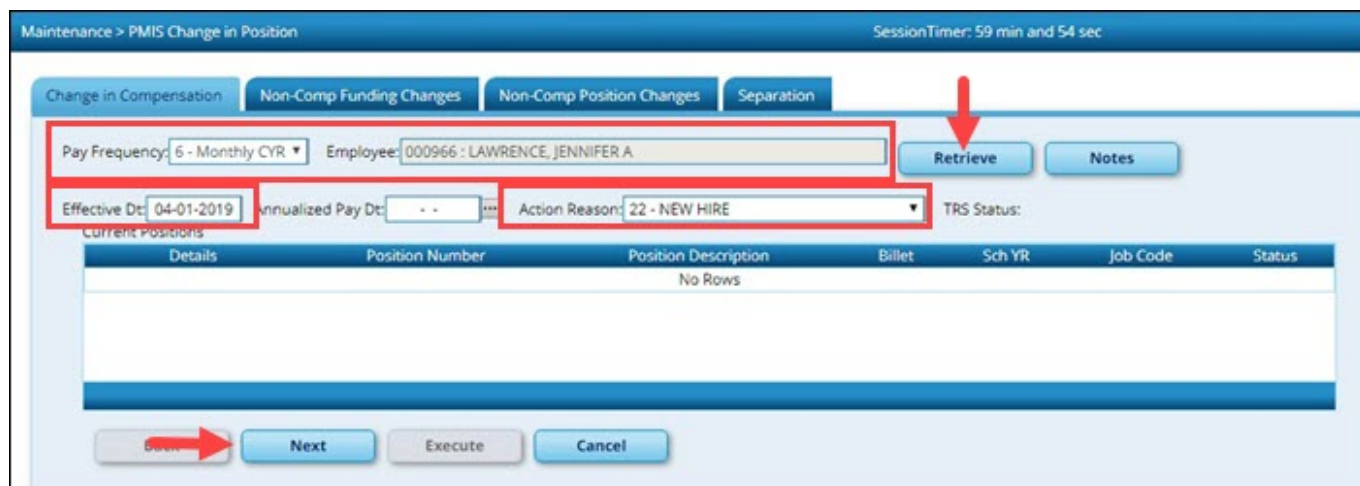 Maintenance > PMIS Change in Position SessionTimer: 59 min and 54 sec
Change in Compensation Non-Comp Funding Changes Non-Comp Position Changes Separation
Pay Frequency: 6 - Monthly CYR Employee: 000966 : LAWRENCE, JENNIFER A Retrieve Notes
Effective Dt: 04-01-2019 Annualized Pay Dt: - - ... Action Reason: 22 - NEW HIRE TRS Status:
Current Positions
Details Position Number Position Description Billet Sch YR Job Code Status
No Rows
Next Execute Cancel